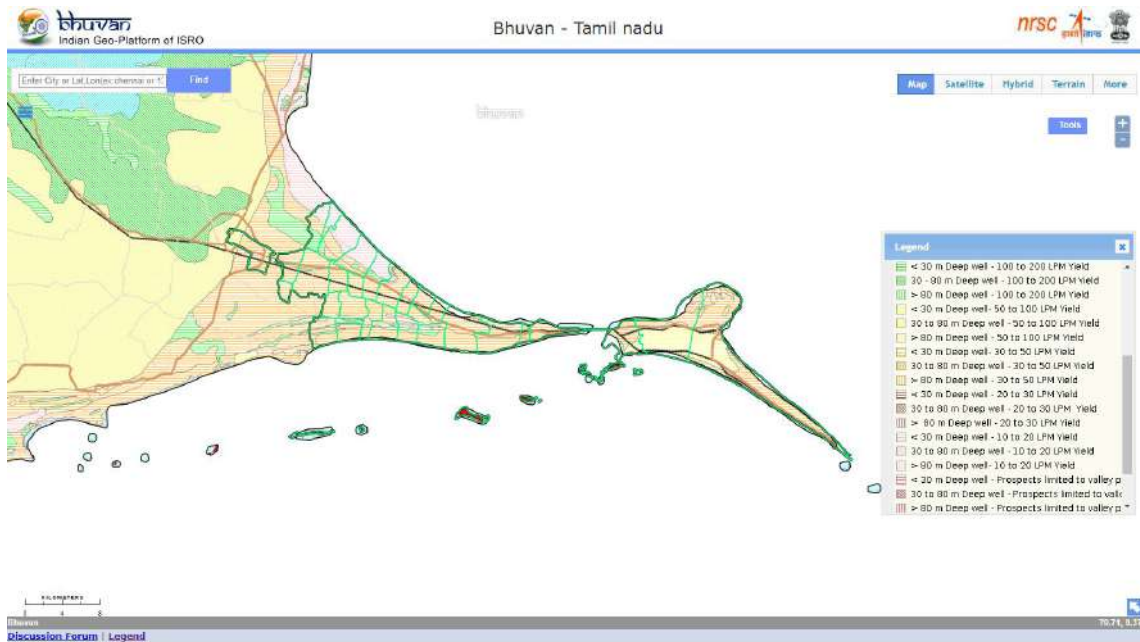 bhuvan
Indian Geo-Platform of ISRO
Bhuvan - Tamil nadu
nrsc
Find
Map
Satellite
Hybrid
Terrain
More
bhuvan
Tools
+
-
Legend
x
< 30 m Deep well - 100 to 200 LPM Yield
30 - 80 m Deep well - 100 to 200 LPM Yield
> 80 m Deep well - 100 to 200 LPM Yield
< 30 m Deep well- 50 to 100 LPM Yield
30 to 80 m Deep well - 50 to 100 LPM Yield
> 80 m Deep well - 50 to 100 LPM Yield
< 30 m Deep well - 30 to 50 LPM Yield
30 to 80 m Deep well - 30 to 50 LPM Yield
> 80 m Deep well - 30 to 50 LPM Yield
< 30 m Deep well - 20 to 30 LPM Yield
30 to 80 m Deep well - 20 to 30 LPM Yield
> 80 m Deep well - 20 to 30 LPM Yield
< 30 m Deep well - 10 to 20 LPM Yield
30 to 80 m Deep well - 10 to 20 LPM Yield
> 80 m Deep well- 10 to 20 LPM Yield
< 30 m Deep well - Prospects limited to valley p
30 to 80 m Deep well - Prospects limited to valle
> 80 m Deep well - Prospects limited to valley p
KILOMETERS
4 8
Bhuvan
Discussion Forum | Legend